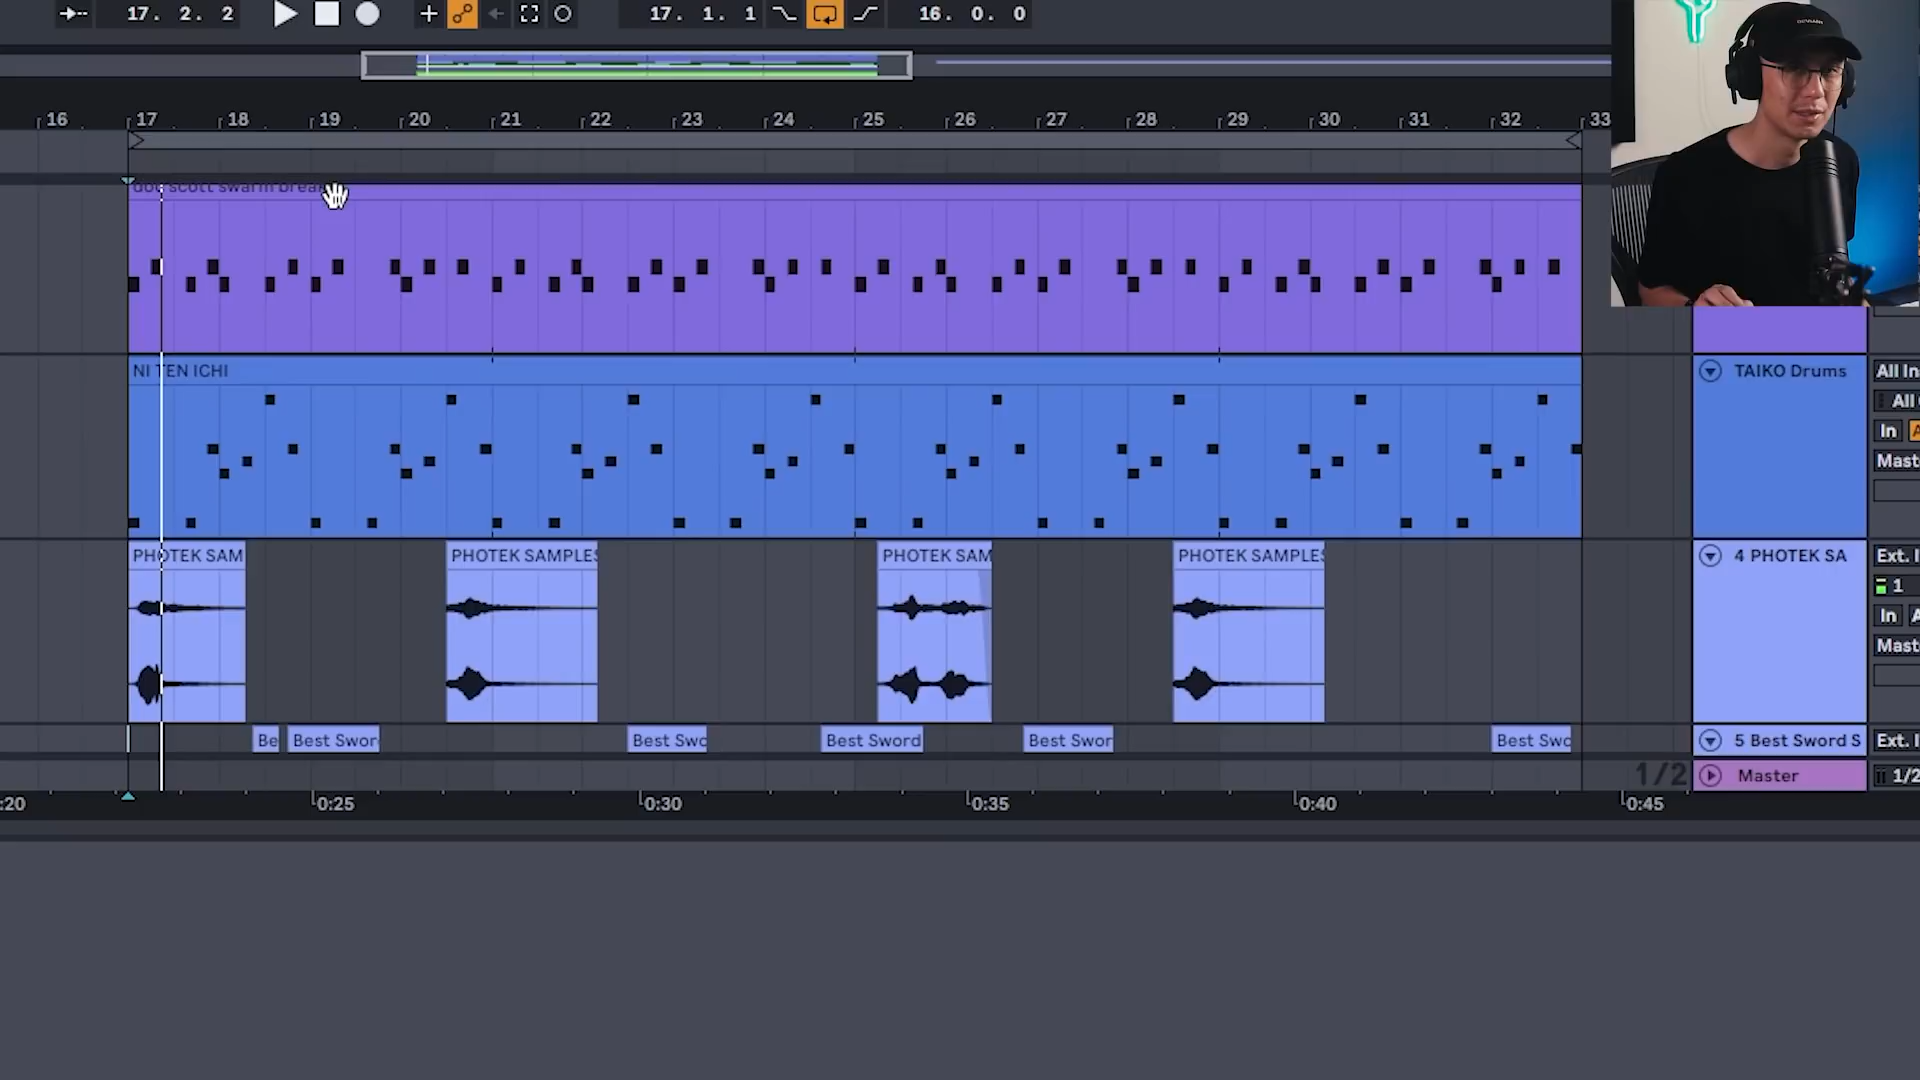 17. 2. 2 17. 1. 1 16. 0. 0
16 17 18 19 20 21 22 23 24 25 26 27 28 29 30 31 32 33
doc scott swarm break
NI TEN ICHI TAIKO Drums All In
All
In A
Mast
PHOTEK SAM PHOTEK SAMPLES PHOTEK SAM PHOTEK SAMPLES 4 PHOTEK SA Ext. I
1
In A
Mast
Be Best Swor Best Swo Best Sword Best Swor Best Swo 5 Best Sword S Ext. I
1/2 Master 1/2
:20 0:25 0:30 0:35 0:40 0:45